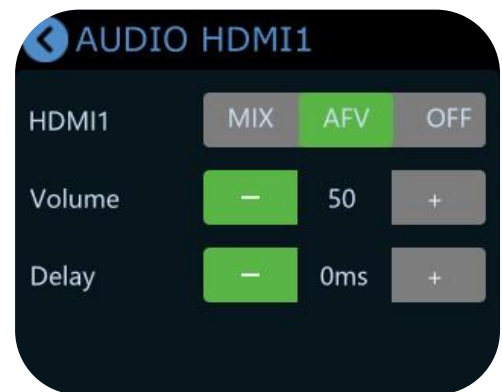 AUDIO HDMI1
HDMI1 MIX AFV OFF
Volume − 50 +
Delay − 0ms +